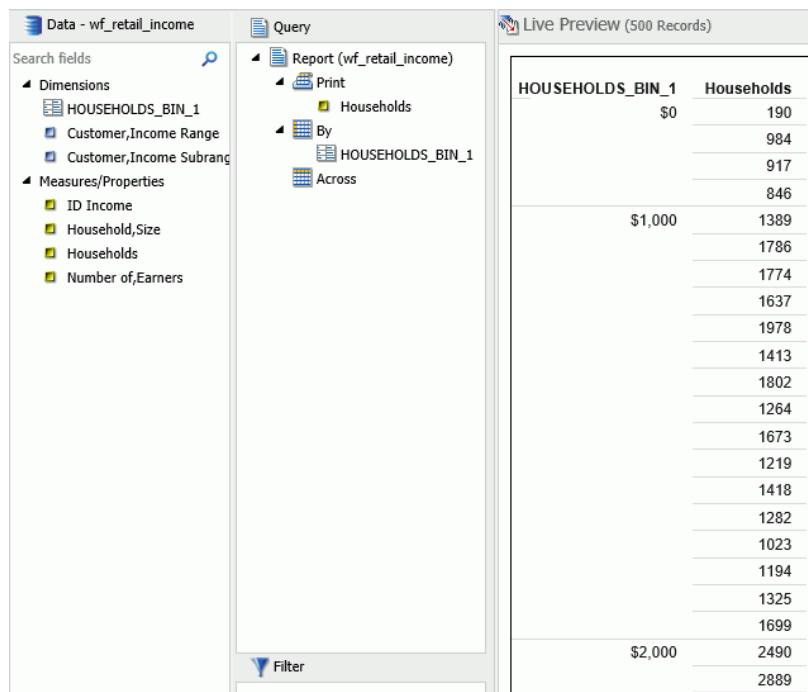 Data - wf_retail_income
Search fields
Dimensions
HOUSEHOLDS_BIN_1
Customer,Income Range
Customer,Income Subrang
Measures/Properties
ID Income
Household,Size
Households
Number of,Earners
Query
Report (wf_retail_income)
Print
Households
By
HOUSEHOLDS_BIN_1
Across
Filter
Live Preview (500 Records)
HOUSEHOLDS_BIN_1 Households
$0 190
984
917
846
$1,000 1389
1786
1774
1637
1978
1413
1802
1264
1673
1219
1418
1282
1023
1194
1325
1699
$2,000 2490
2889